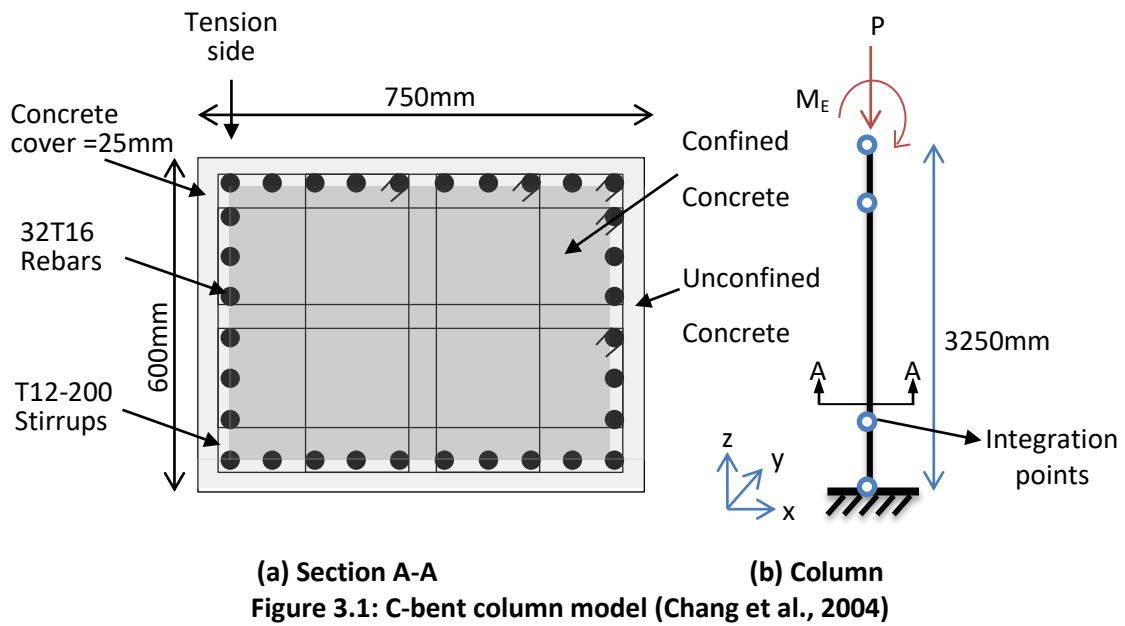 Tension
side
750mm
Concrete
cover =25mm
32T16
Rebars
600mm
T12-200
Stirrups
Confined
Concrete
Unconfined
Concrete
P
M_E
3250mm
A A
Integration
points
z
y
x
(a) Section A-A (b) Column
Figure 3.1: C-bent column model (Chang et al., 2004)